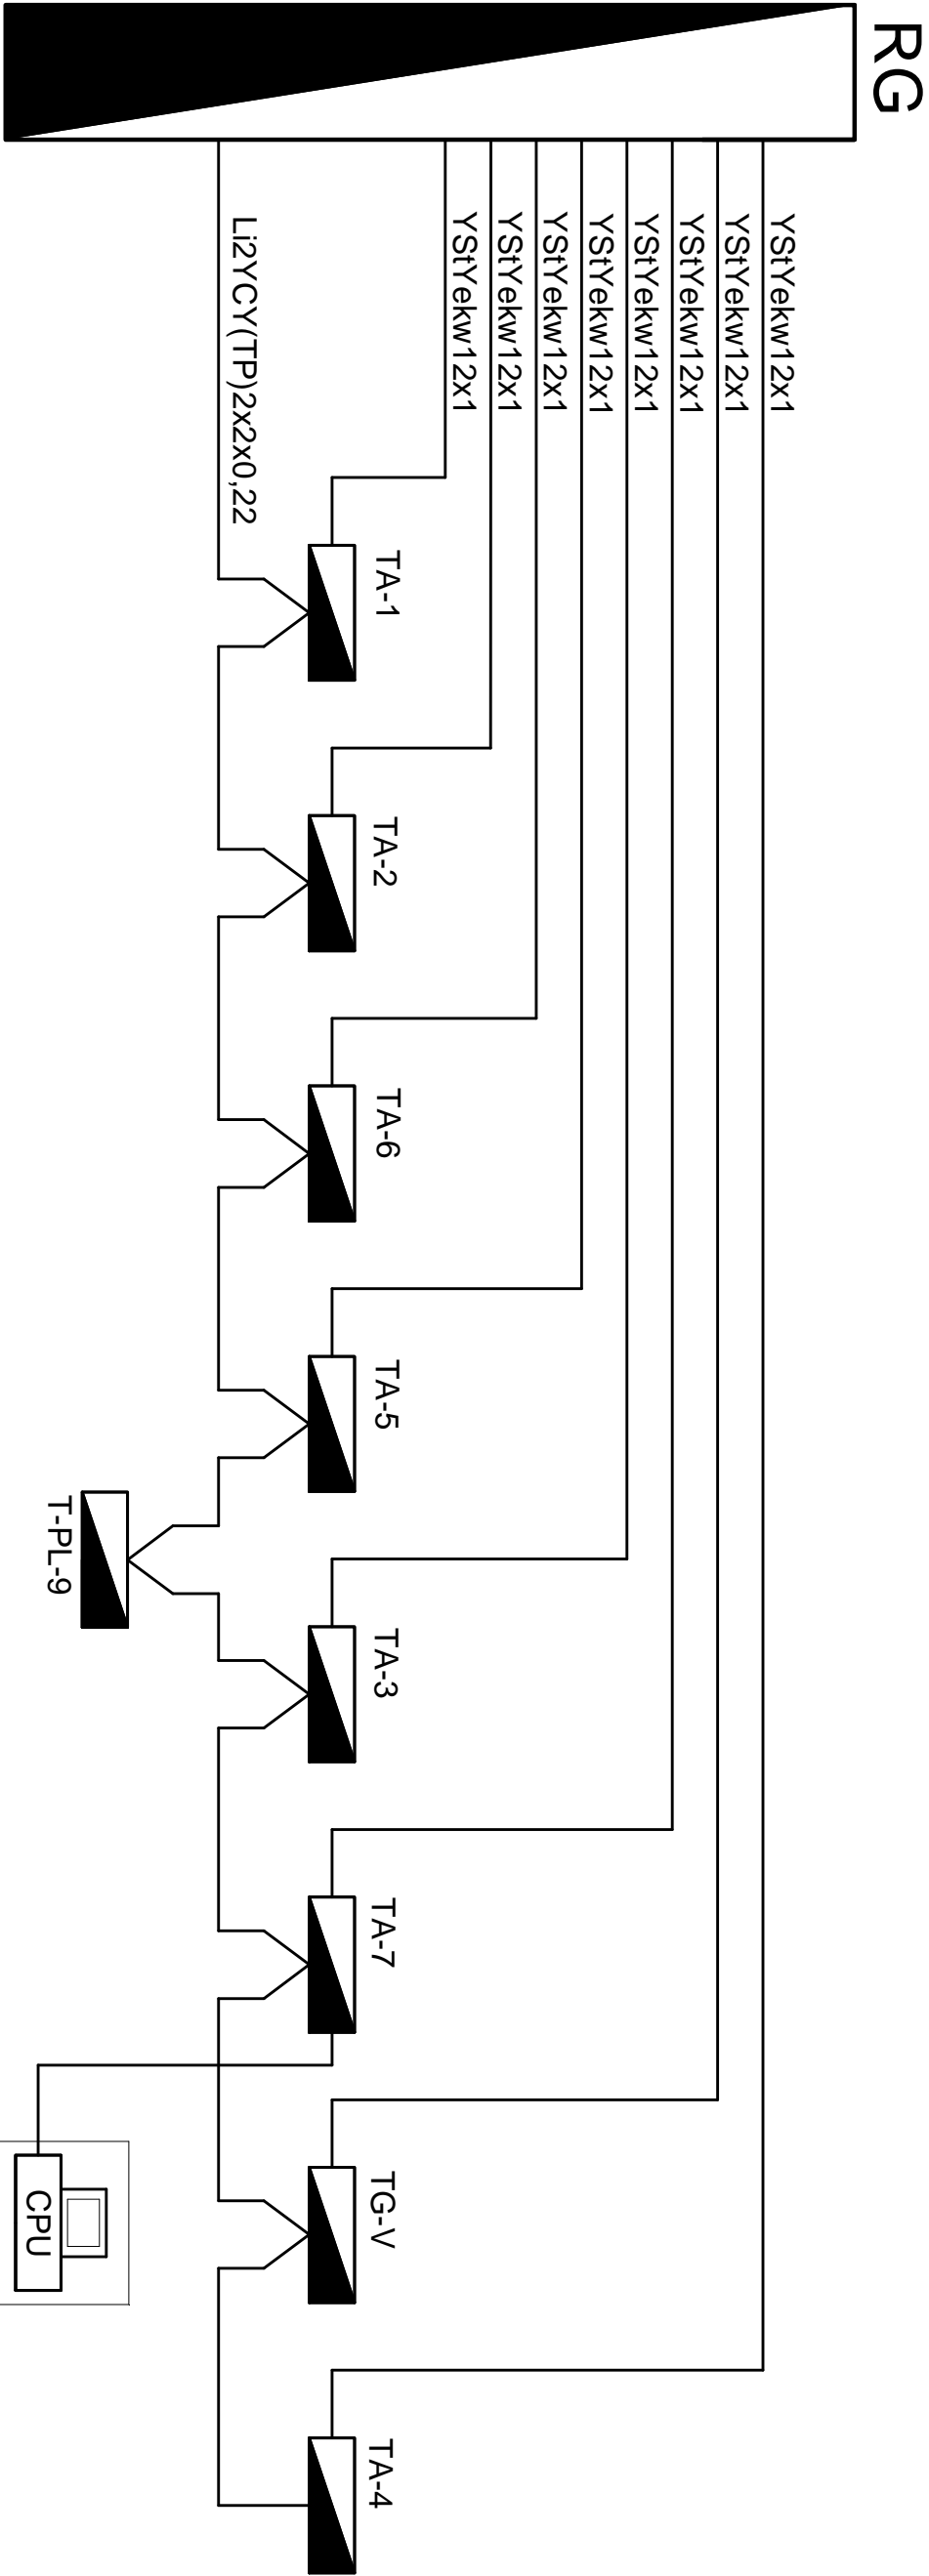 RG
YStYekw12x1
YStYekw12x1
YStYekw12x1
YStYekw12x1
YStYekw12x1
YStYekw12x1
YStYekw12x1
YStYekw12x1
Li2YCY(TP)2x2x0,22
TA-1
TA-2
TA-6
TA-5
TA-3
TA-7
TG-V
TA-4
T-PL-9
CPU